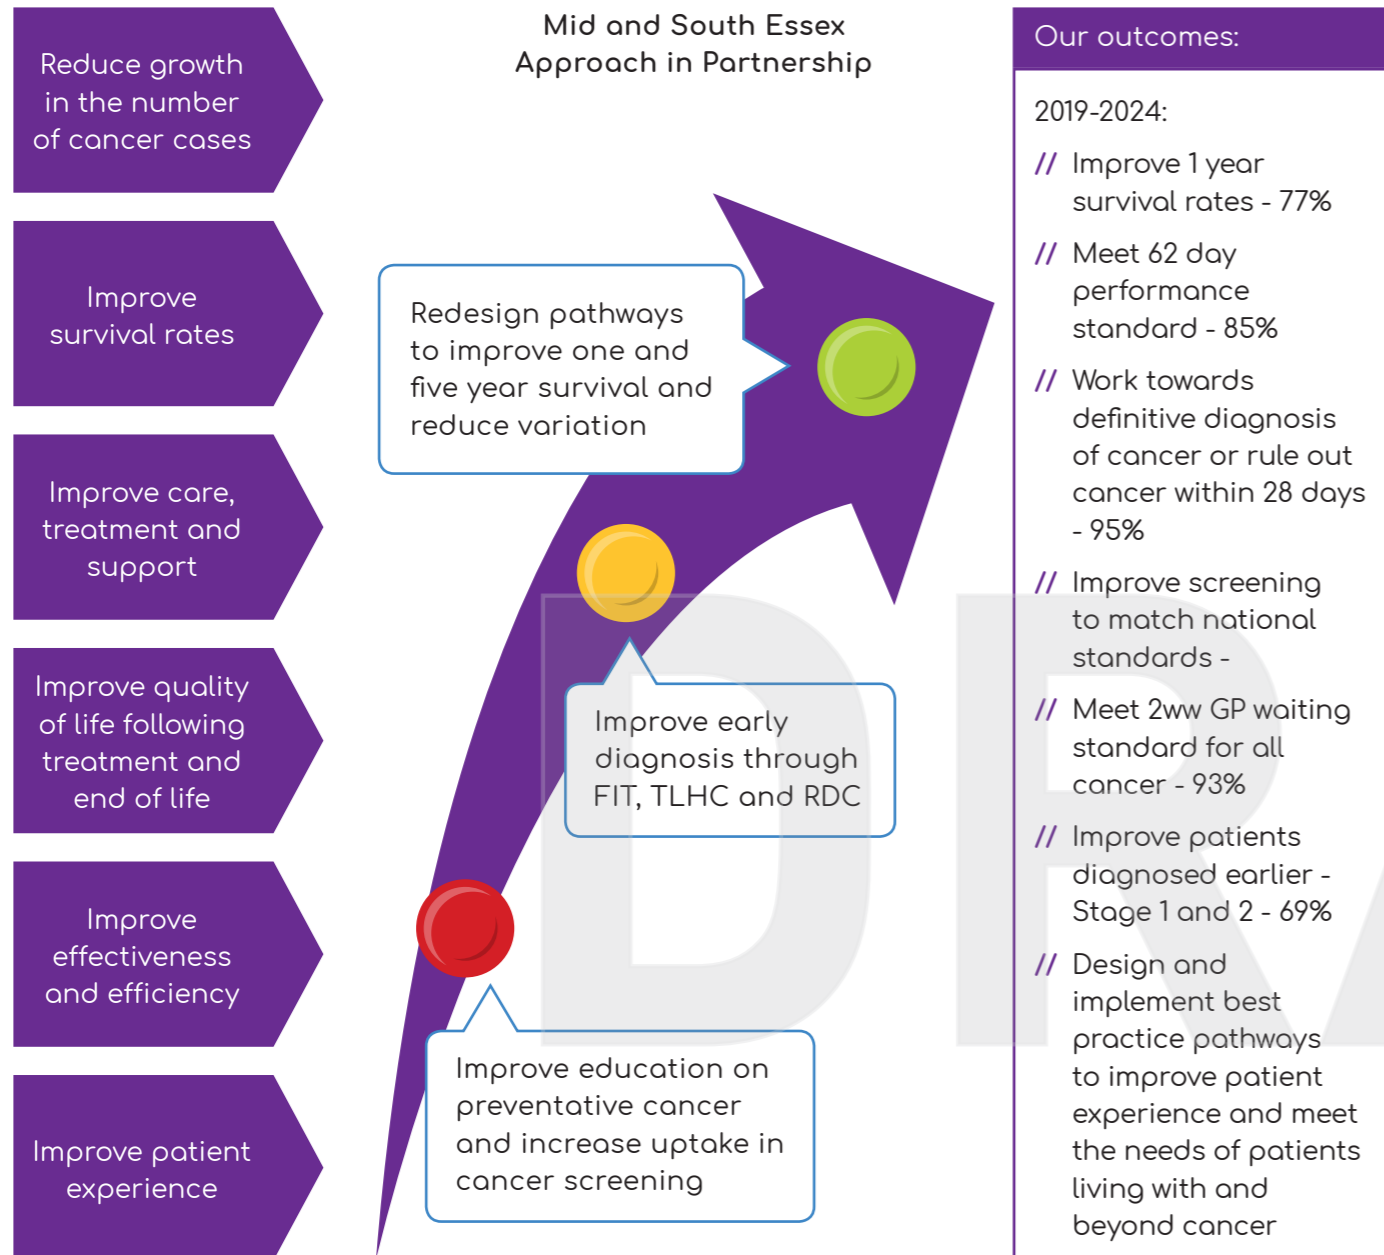 Reduce growth
in the number
of cancer cases
Improve
survival rates
Improve care,
treatment and
support
Improve quality
of life following
treatment and
end of life
Improve
effectiveness
and efficiency
Improve patient
experience
Mid and South Essex
Approach in Partnership
Redesign pathways
to improve one and
five year survival and
reduce variation
Improve early
diagnosis through
FIT, TLHC and RDC
Improve education on
preventative cancer
and increase uptake in
cancer screening
Our outcomes:
2019-2024:
// Improve 1 year
survival rates - 77%
// Meet 62 day
performance
standard - 85%
// Work towards
definitive diagnosis
of cancer or rule out
cancer within 28 days
- 95%
// Improve screening
to match national
standards -
// Meet 2ww GP waiting
standard for all
cancer - 93%
// Improve patients
diagnosed earlier -
Stage 1 and 2 - 69%
// Design and
implement best
practice pathways
to improve patient
experience and meet
the needs of patients
living with and
beyond cancer
DRA